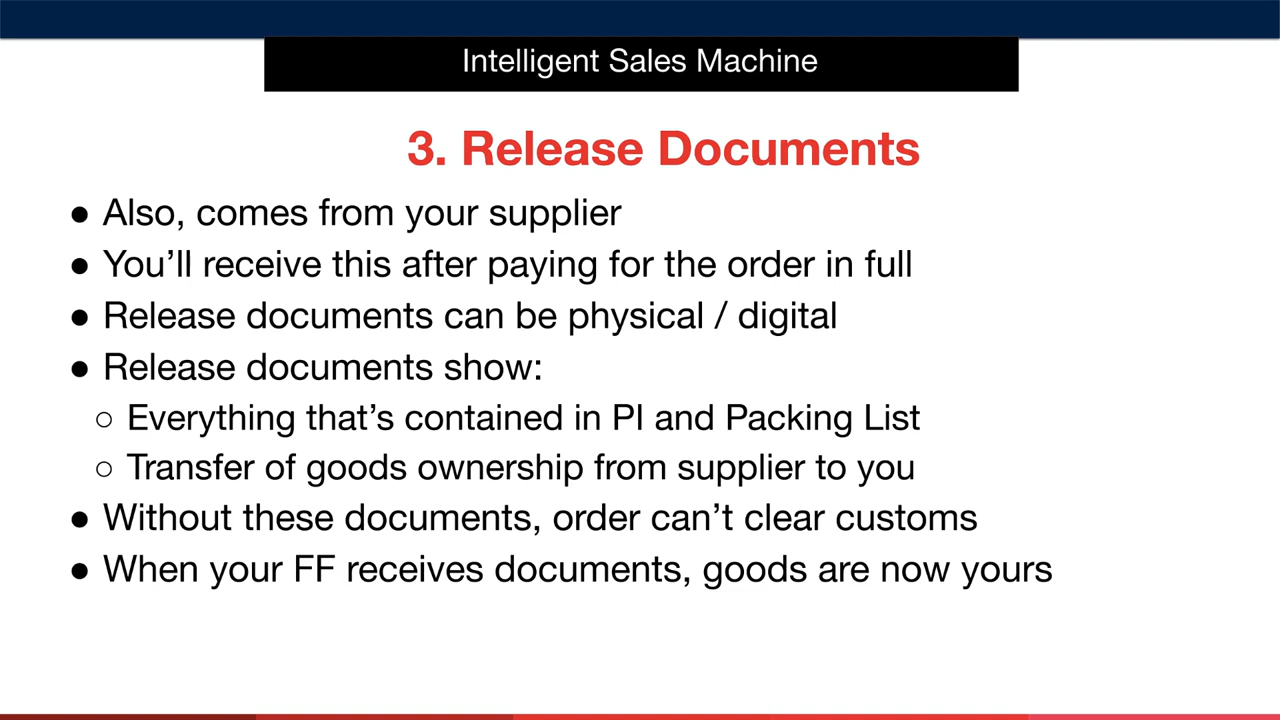 Intelligent Sales Machine
3. Release Documents
● Also, comes from your supplier
● You’ll receive this after paying for the order in full
● Release documents can be physical / digital
● Release documents show:
○ Everything that’s contained in PI and Packing List
○ Transfer of goods ownership from supplier to you
● Without these documents, order can’t clear customs
● When your FF receives documents, goods are now yours